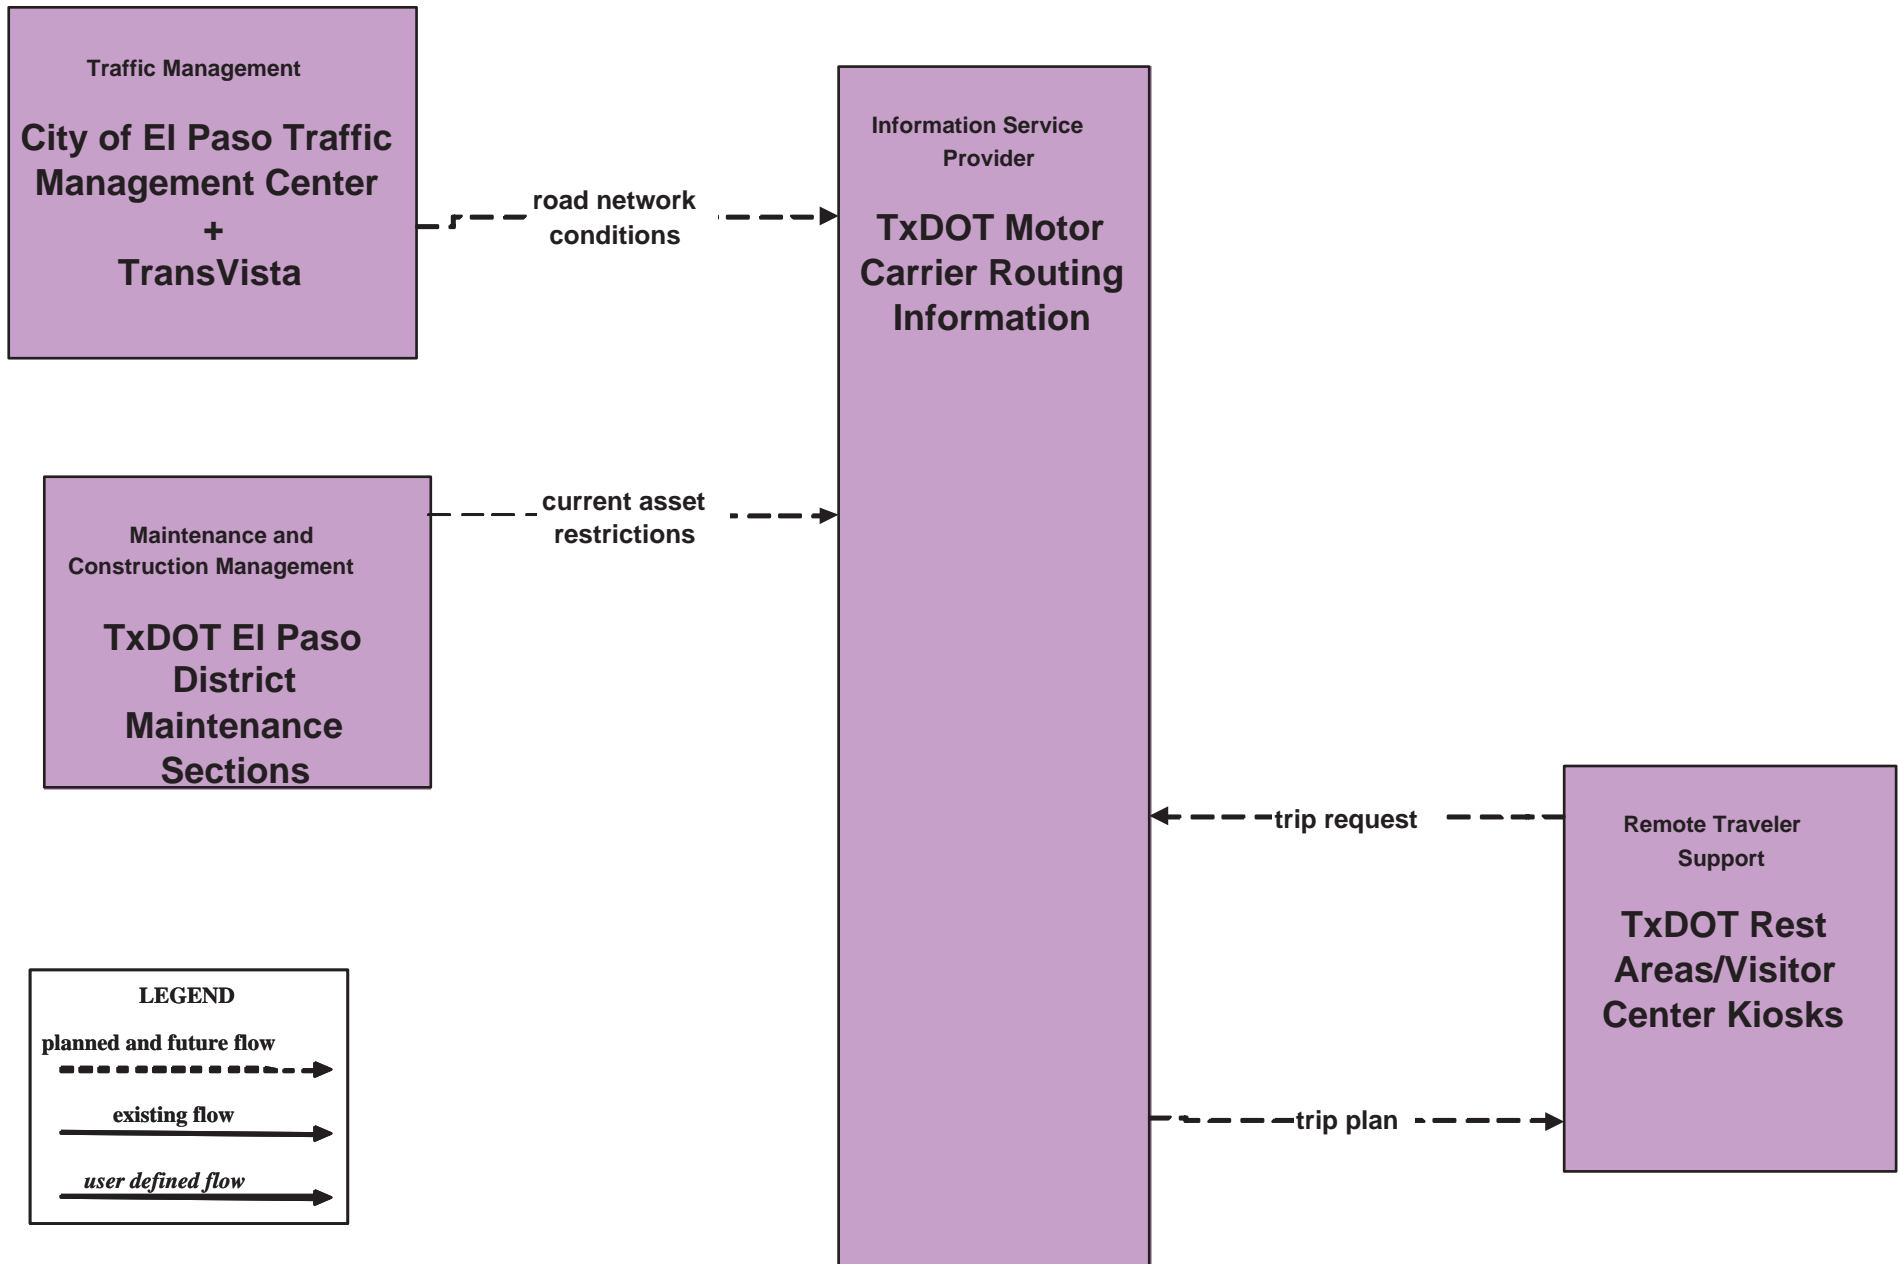 Traffic Management
City of El Paso Traffic
Management Center
+
TransVista
road network
conditions
Information Service
Provider
TxDOT Motor
Carrier Routing
Information
Maintenance and
Construction Management
TxDOT El Paso
District
Maintenance
Sections
current asset
restrictions
trip request
Remote Traveler
Support
TxDOT Rest
Areas/Visitor
Center Kiosks
trip plan
LEGEND
planned and future flow
existing flow
user defined flow